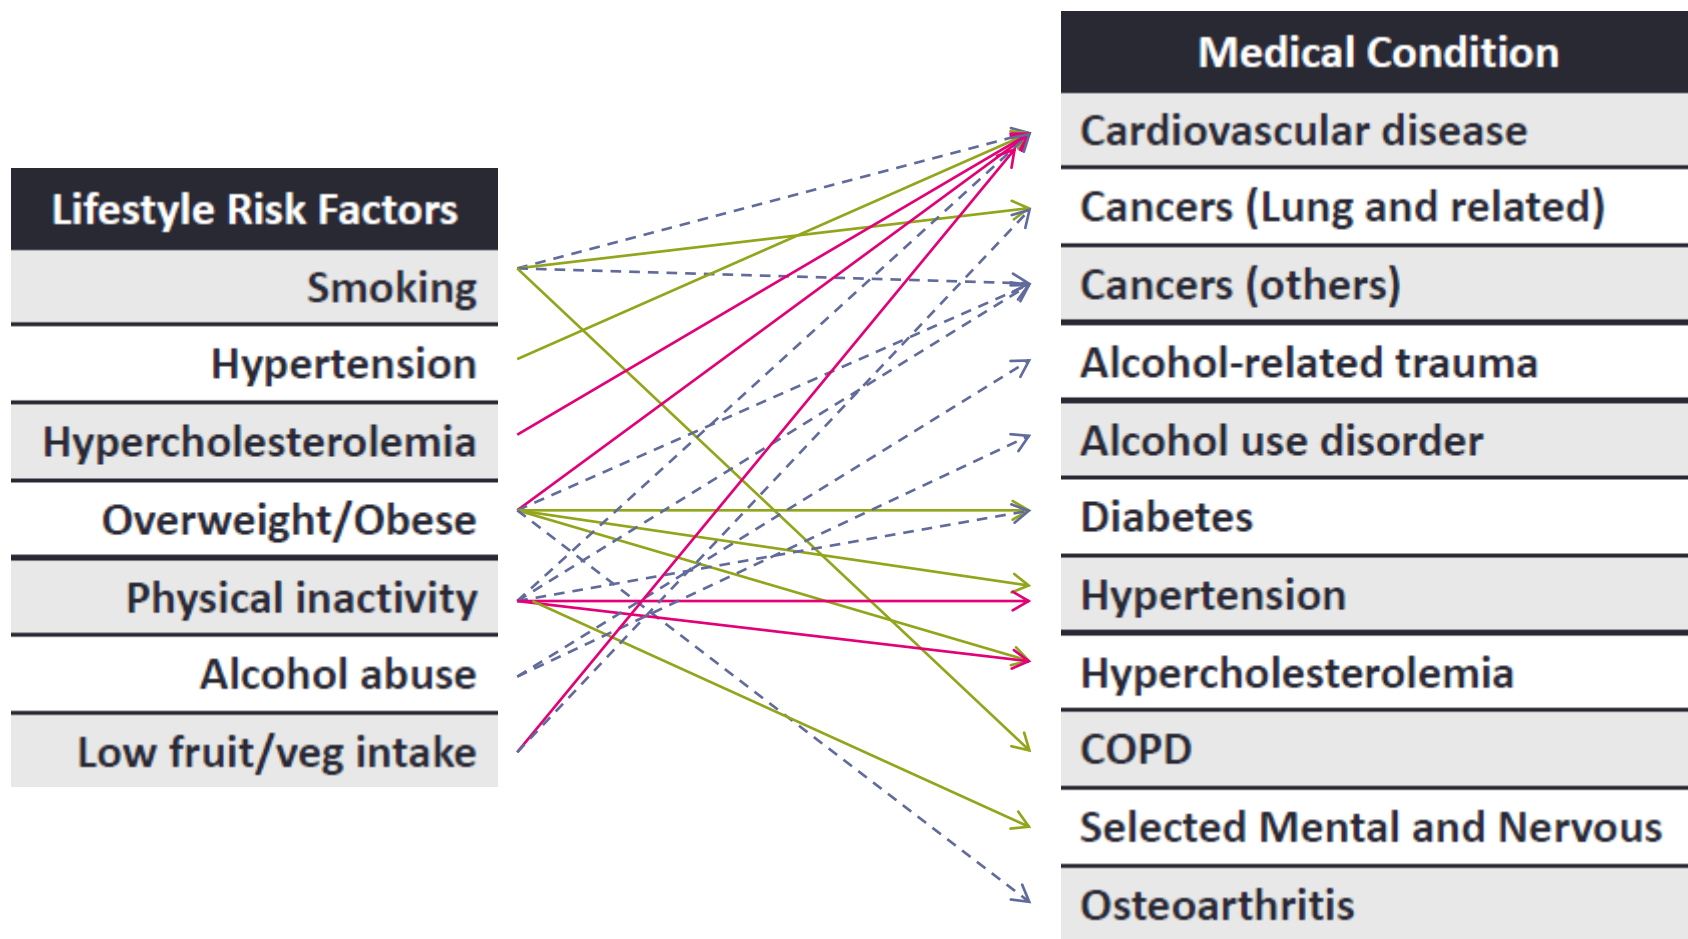 Lifestyle Risk Factors
Smoking
Hypertension
Hypercholesterolemia
Overweight/Obese
Physical inactivity
Alcohol abuse
Low fruit/veg intake
Medical Condition
Cardiovascular disease
Cancers (Lung and related)
Cancers (others)
Alcohol-related trauma
Alcohol use disorder
Diabetes
Hypertension
Hypercholesterolemia
COPD
Selected Mental and Nervous
Osteoarthritis